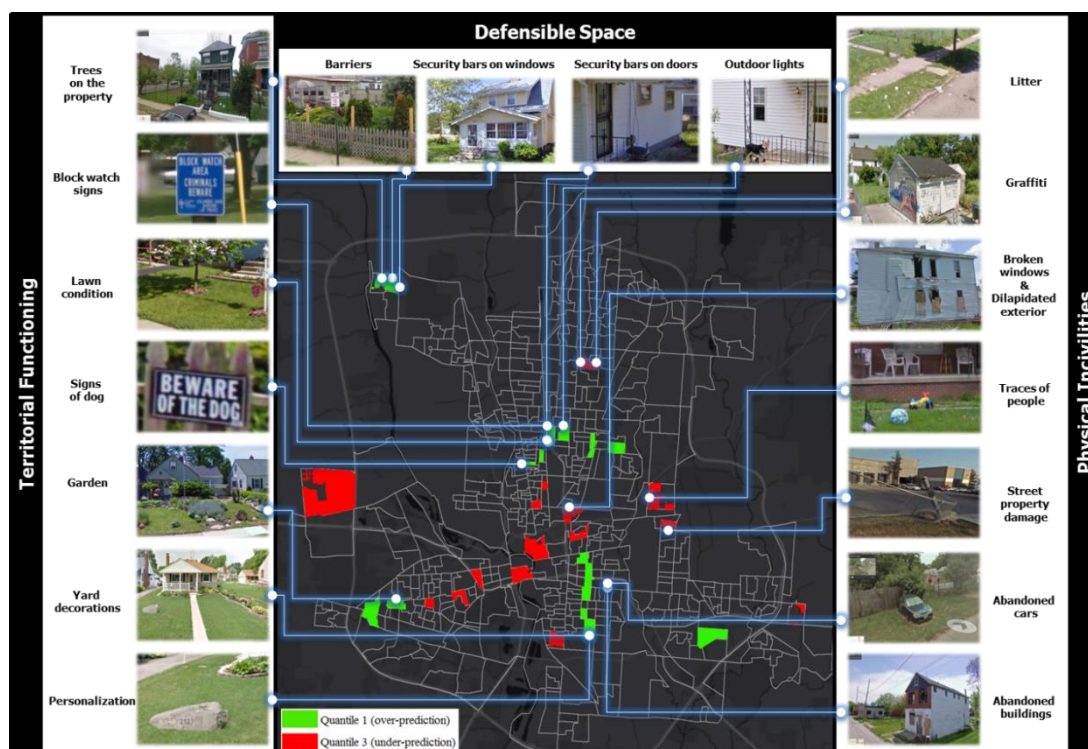 Defensible Space
Barriers
Security bars on windows
Security bars on doors
Outdoor lights
Territorial Functioning
Trees
on the
property
Block watch
signs
BLOCK WATCH
AREA
CRIMINALS
BEWARE
Lawn
condition
Signs
of dog
BEWARE
OF THE DOG
Garden
Yard
decorations
Personalization
Physical Incivilities
Litter
Graffiti
Broken
windows
&
Dilapidated
exterior
Traces of
people
Street
property
damage
Abandoned
cars
Abandoned
buildings
Quantile 1 (over-prediction)
Quantile 3 (under-prediction)